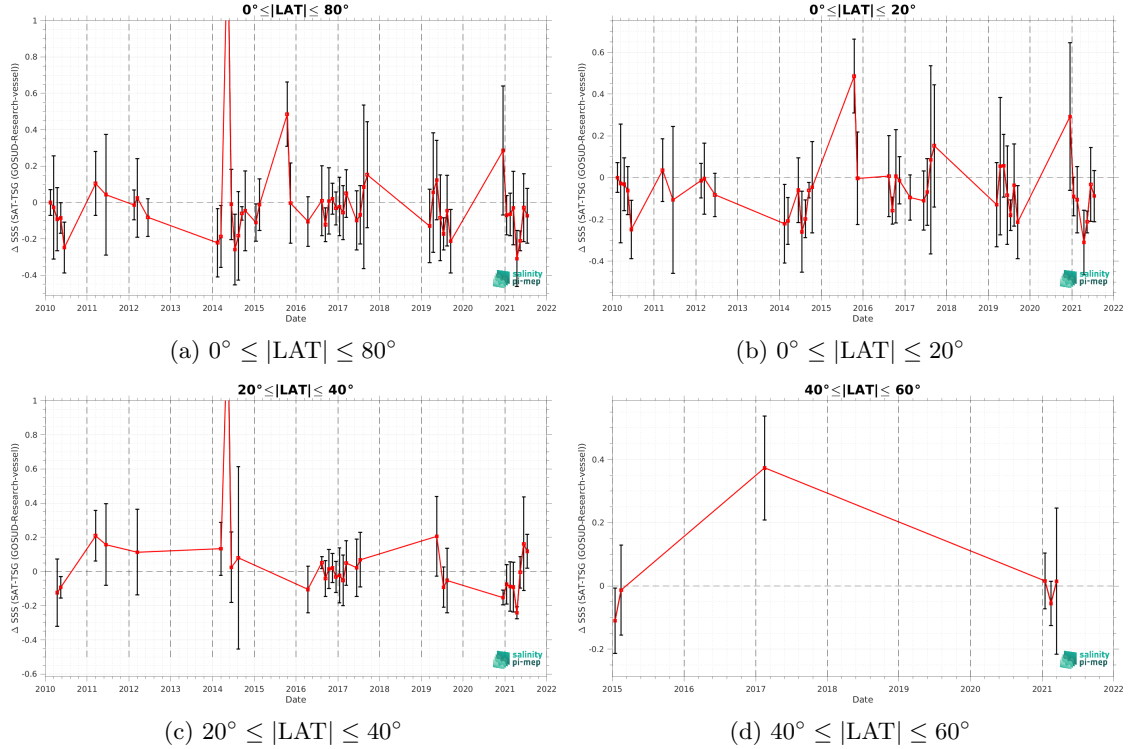 0°≤|LAT|≤ 80°
Δ SSS (SAT-TSG (GOSUD-Research-vessel))
1
0.8
0.6
0.4
0.2
0
-0.2
-0.4
2010 2011 2012 2013 2014 2015 2016 2017 2018 2019 2020 2021 2022
Date
salinity
pi-mep
(a) 0° ≤ |LAT| ≤ 80°
0°≤|LAT|≤ 20°
Δ SSS (SAT-TSG (GOSUD-Research-vessel))
0.6
0.4
0.2
0
-0.2
-0.4
2010 2011 2012 2013 2014 2015 2016 2017 2018 2019 2020 2021 2022
Date
salinity
pi-mep
(b) 0° ≤ |LAT| ≤ 20°
20°≤|LAT|≤ 40°
Δ SSS (SAT-TSG (GOSUD-Research-vessel))
1
0.8
0.6
0.4
0.2
0
-0.2
-0.4
-0.6
2010 2011 2012 2013 2014 2015 2016 2017 2018 2019 2020 2021 2022
Date
salinity
pi-mep
(c) 20° ≤ |LAT| ≤ 40°
40°≤|LAT|≤ 60°
Δ SSS (SAT-TSG (GOSUD-Research-vessel))
0.4
0.2
0
-0.2
2015 2016 2017 2018 2019 2020 2021 2022
Date
salinity
pi-mep
(d) 40° ≤ |LAT| ≤ 60°